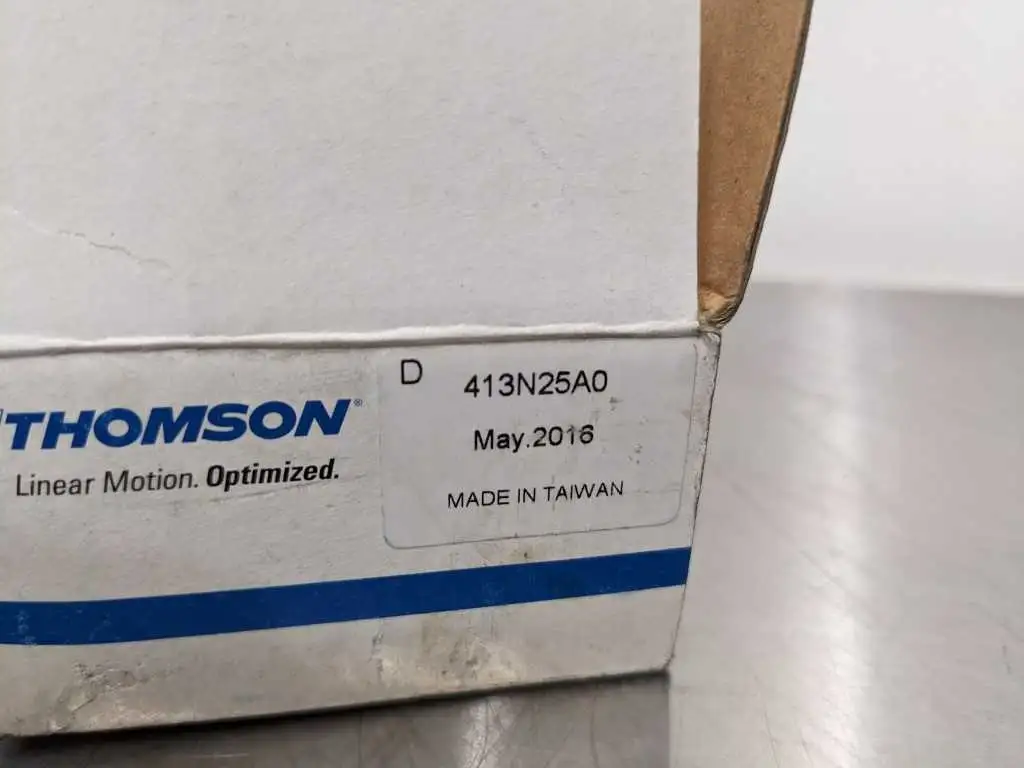 THOMSON®
Linear Motion. Optimized.
D 413N25A0
May.2016
MADE IN TAIWAN